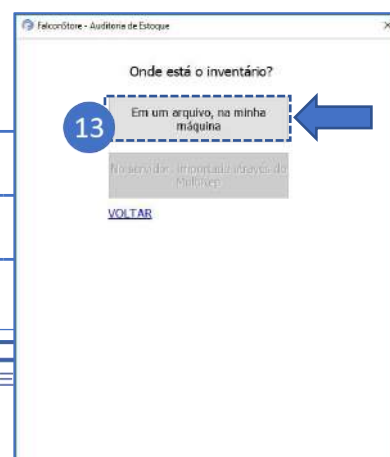 FalconStore - Auditoria de Estoque
Onde está o inventário?
13
Em um arquivo, na minha
máquina
No servidor, importado através do
VOLTAR